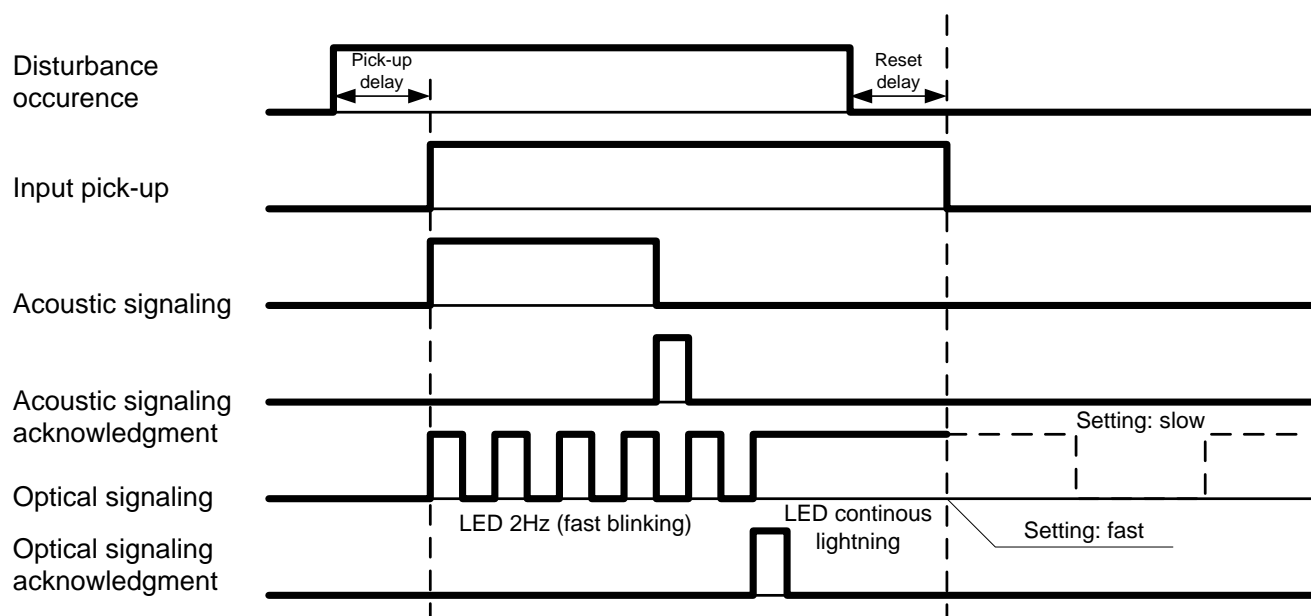 Disturbance
occurence
Pick-up
delay
Reset
delay
Input pick-up
Acoustic signaling
Acoustic signaling
acknowledgment
Setting: slow
Optical signaling
LED 2Hz (fast blinking)
LED continous
lightning
Setting: fast
Optical signaling
acknowledgment